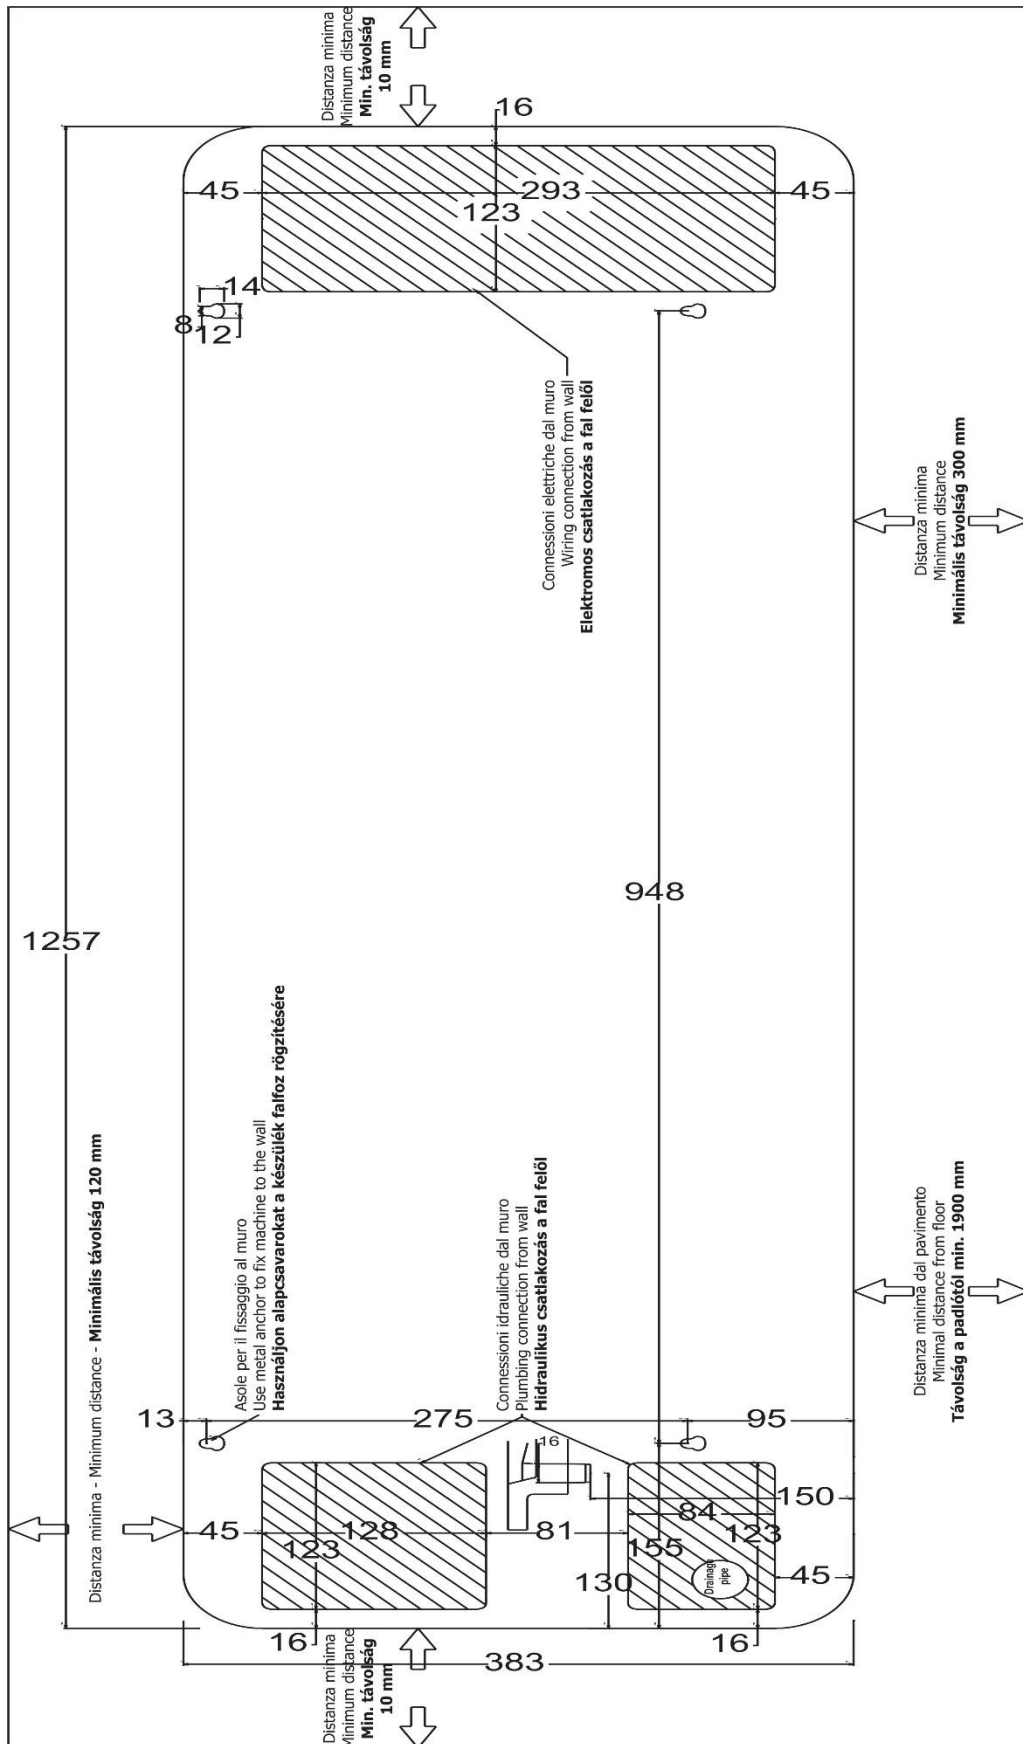 Distanza minima
Minimum distance
Min. távolság
10 mm
16
45
293
45
123
14
8
12
Connessioni elettriche dal muro
Wiring connection from wall
Elektromos csatlakozás a fal felől
Distanza minima
Minimum distance
Minimális távolság 300 mm
948
1257
Distanza minima - Minimum distance - Minimális távolság 120 mm
Asole per il fissaggio al muro
Use metal anchor to fix machine to the wall
Használjon alapcsavarokat a készülék falfoz rögzítésére
Connessioni idrauliche dal muro
Plumbing connection from wall
Hidraulikus csatlakozás a fal felől
Distanza minima dal pavimento
Minimal distance from floor
Távolság a padlótól min. 1900 mm
13
275
95
16
150
84
45
128
81
123
155
123
130
Drainage
pipe
45
16
16
383
Distanza minima
Minimum distance
Min. távolság
10 mm